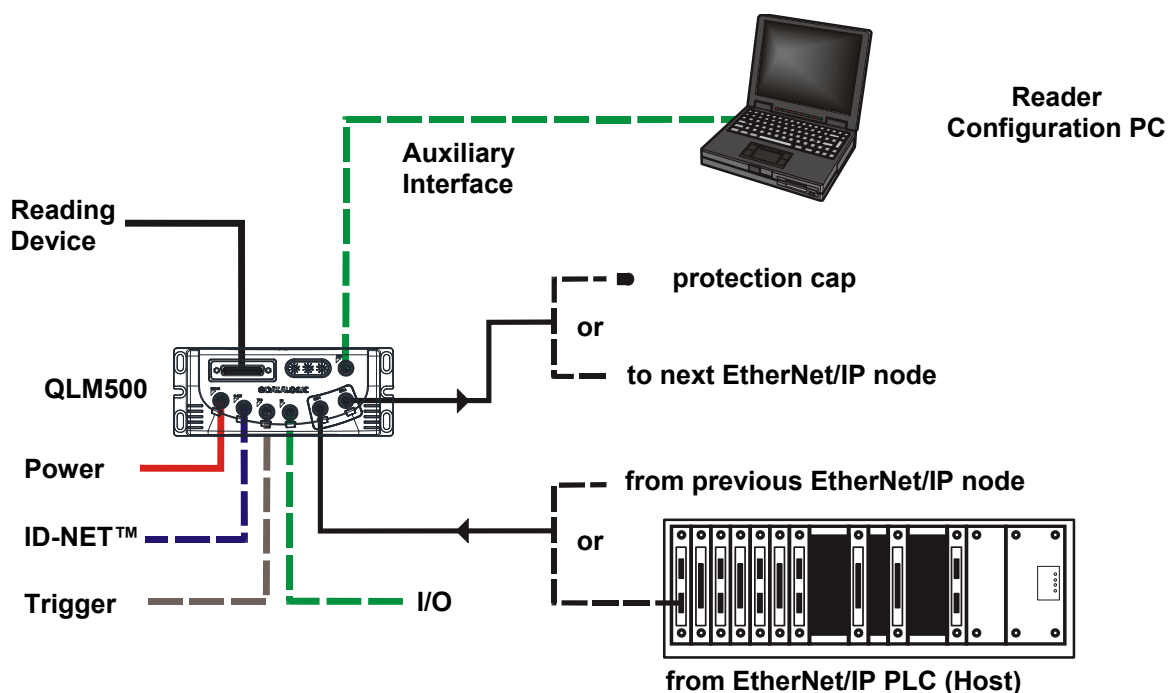 Reader
Configuration PC
Auxiliary
Interface
Reading
Device
protection cap
or
to next EtherNet/IP node
QLM500
DATALOGIC
Power
from previous EtherNet/IP node
ID-NET™
or
Trigger
I/O
from EtherNet/IP PLC (Host)